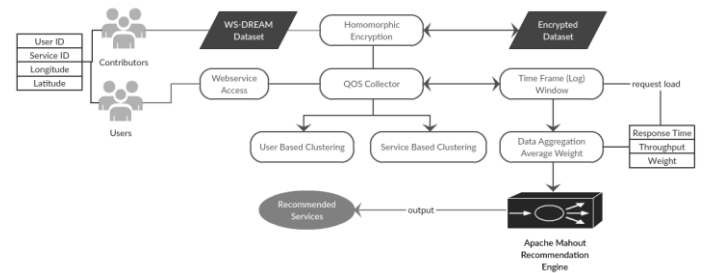 User ID
Service ID
Longitude
Latitude
Contributors
Users
WS-DREAM
Dataset
Homomorphic
Encryption
Encrypted
Dataset
Webservice
Access
QOS Collector
Time Frame (Log)
Window
request load
User Based Clustering
Service Based Clustering
Data Aggregation
Average Weight
Response Time
Throughput
Weight
Recommended
Services
output
Apache Mahout
Recommendation
Engine